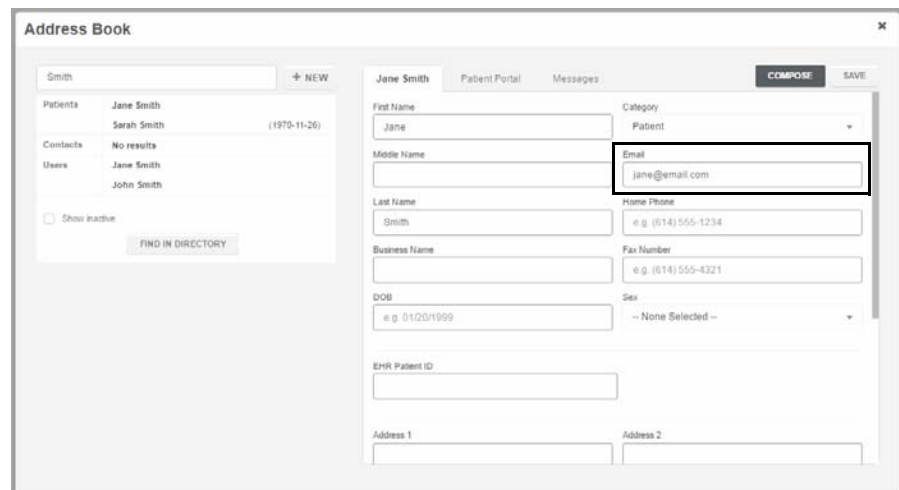 Address Book
×
Smith
+ NEW
Patients
Jane Smith
Sarah Smith (1970-11-26)
Contacts
No results
Users
Jane Smith
John Smith
Show inactive
FIND IN DIRECTORY
Jane Smith
Patient Portal
Messages
COMPOSE
SAVE
First Name
Jane
Category
Patient
Middle Name
Email
jane@email.com
Last Name
Smith
Home Phone
e.g. (614) 555-1234
Business Name
Fax Number
e.g. (614) 555-4321
DOB
e.g. 01/20/1999
Sex
-- None Selected --
EHR Patient ID
Address 1
Address 2